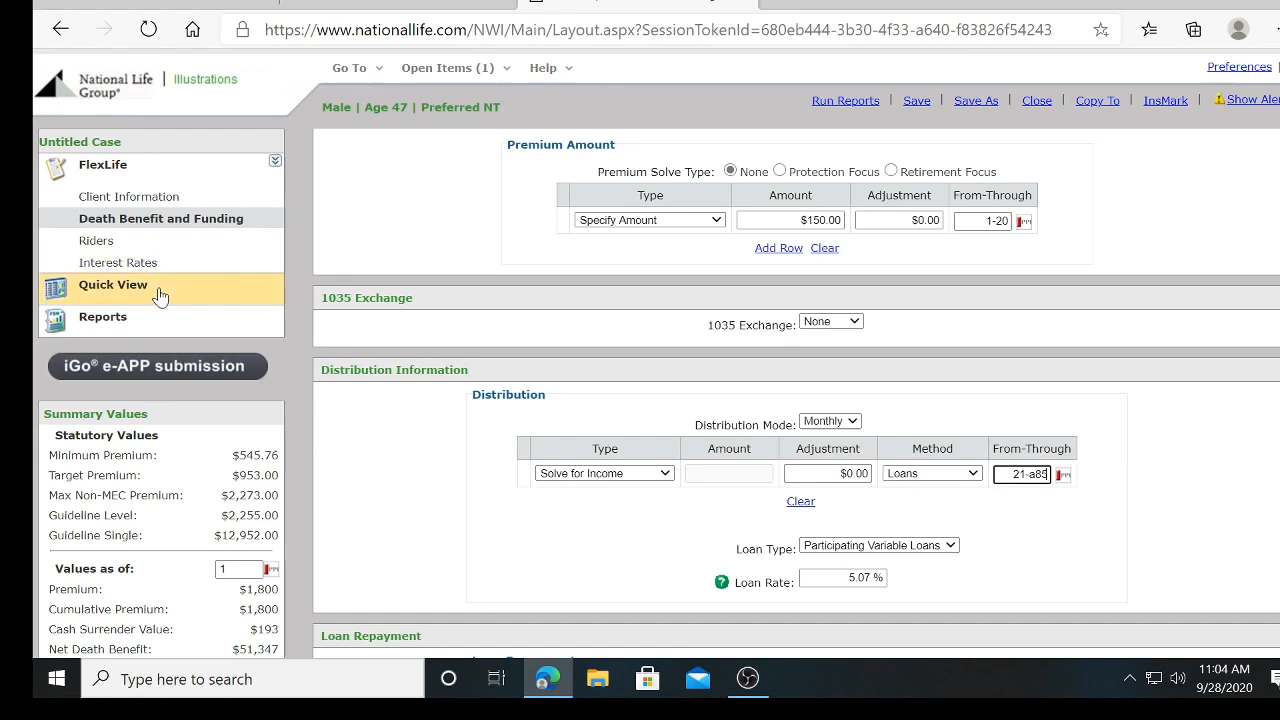 https://www.nationallife.com/NWI/Main/Layout.aspx?SessionTokenId=680eb444-3b30-4f33-a640-f83826f54243
National Life Group® | Illustrations
Go To Open Items (1) Help Preferences
Male | Age 47 | Preferred NT Run Reports Save Save As Close Copy To InsMark Show Aler
Untitled Case
FlexLife
Client Information
Death Benefit and Funding
Riders
Interest Rates
Quick View
Reports
iGo® e-APP submission
Summary Values
Statutory Values
Minimum Premium: $545.76
Target Premium: $953.00
Max Non-MEC Premium: $2,273.00
Guideline Level: $2,255.00
Guideline Single: $12,952.00
Values as of: 1
Premium: $1,800
Cumulative Premium: $1,800
Cash Surrender Value: $193
Net Death Benefit: $51,347
Premium Amount
Premium Solve Type: None Protection Focus Retirement Focus
Type Amount Adjustment From-Through
Specify Amount $150.00 $0.00 1-20
Add Row Clear
1035 Exchange
1035 Exchange: None
Distribution Information
Distribution
Distribution Mode: Monthly
Type Amount Adjustment Method From-Through
Solve for Income $0.00 Loans 21-a85
Clear
Loan Type: Participating Variable Loans
? Loan Rate: 5.07 %
Loan Repayment
Type here to search
11:04 AM
9/28/2020